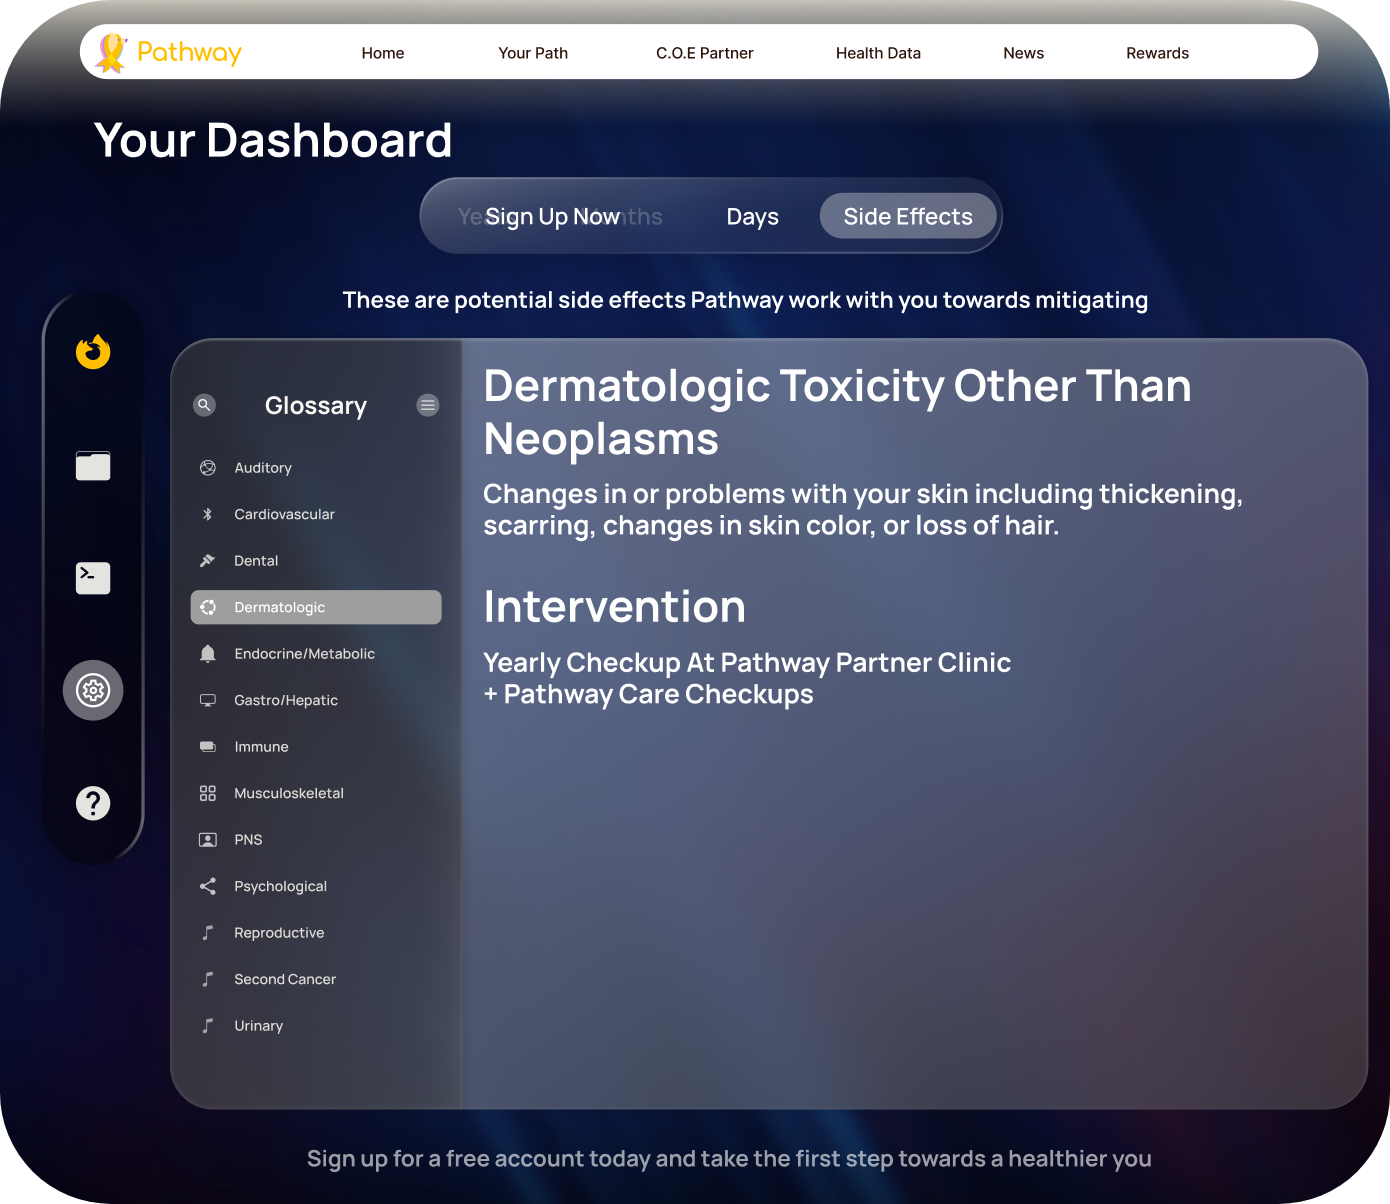 Pathway
Home
Your Path
C.O.E Partner
Health Data
News
Rewards
Your Dashboard
Sign Up Now
Days
Side Effects
These are potential side effects Pathway work with you towards mitigating
Glossary
Auditory
Cardiovascular
Dental
Dermatologic
Endocrine/Metabolic
Gastro/Hepatic
Immune
Musculoskeletal
PNS
Psychological
Reproductive
Second Cancer
Urinary
Dermatologic Toxicity Other Than
Neoplasms
Changes in or problems with your skin including thickening,
scarring, changes in skin color, or loss of hair.
Intervention
Yearly Checkup At Pathway Partner Clinic
+ Pathway Care Checkups
Sign up for a free account today and take the first step towards a healthier you